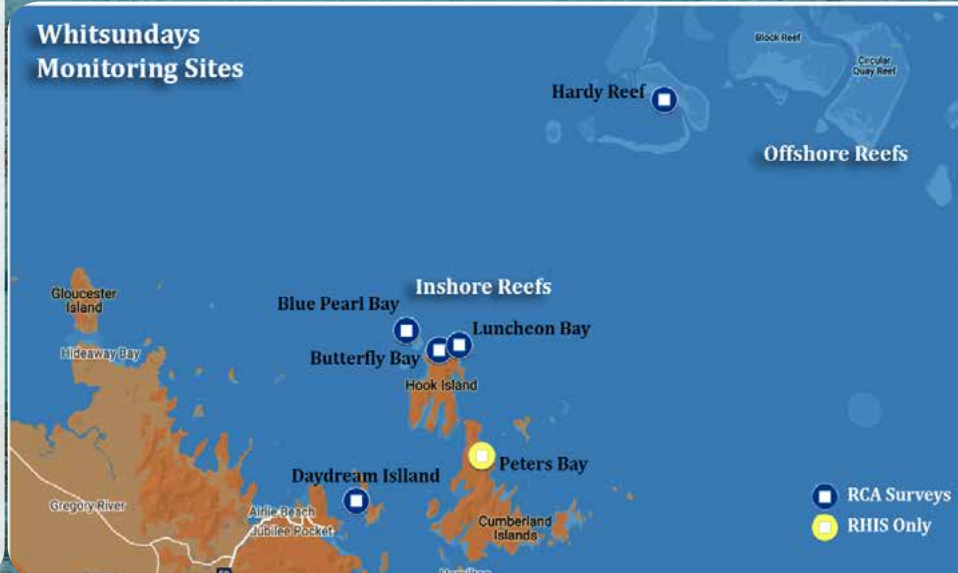 Whitsundays
Monitoring Sites
Block Reef
Circular
Quay Reef
Hardy Reef
Offshore Reefs
Gloucester
Island
Inshore Reefs
Blue Pearl Bay
Luncheon Bay
Hideaway Bay
Butterfly Bay
Hook Island
Peters Bay
Daydream Islland
RCA Surveys
Gregory River
Airlie Beach
Jubilee Pocket
Cumberland
Islands
RHIS Only